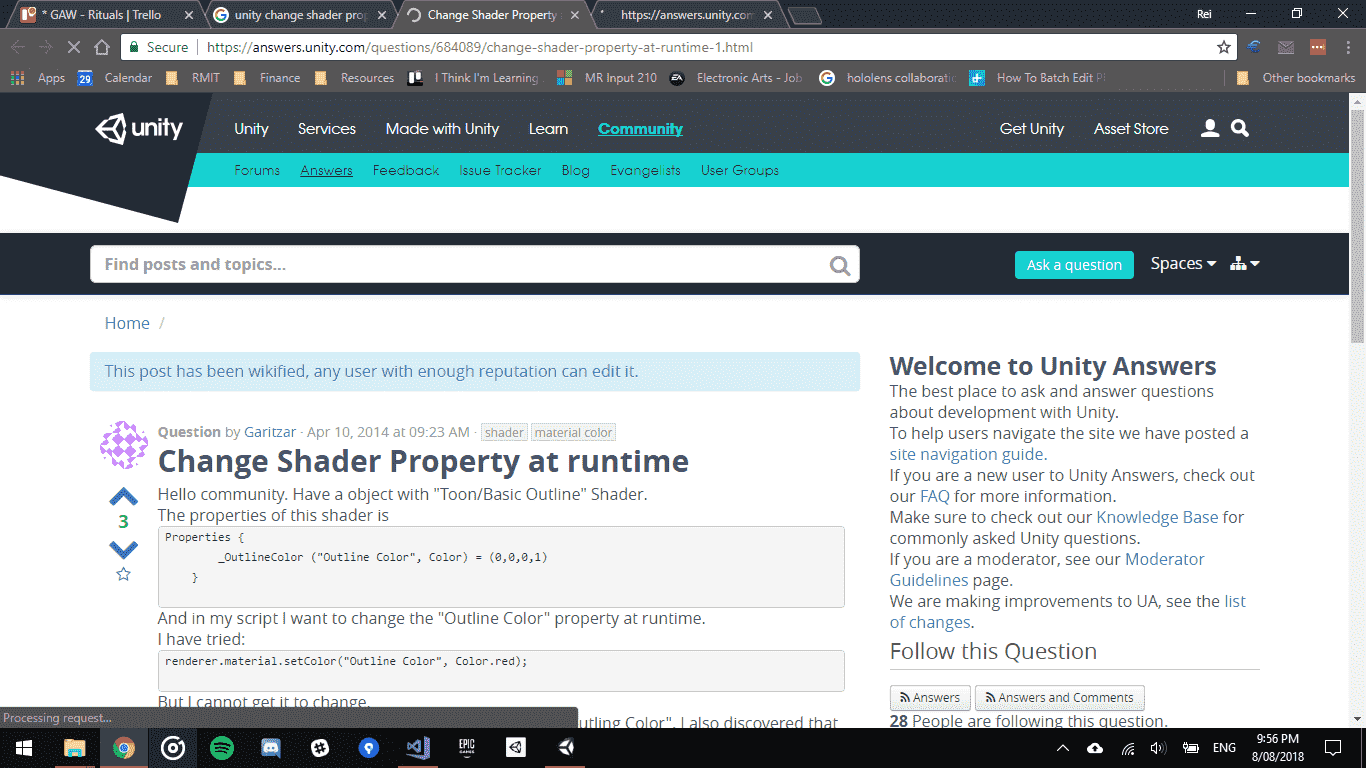 * GAW - Rituals | Trello
unity change shader prop
Change Shader Property
https://answers.unity.com
Rei
Secure
https://answers.unity.com/questions/684089/change-shader-property-at-runtime-1.html
Apps
29
Calendar
RMIT
Finance
Resources
I Think I'm Learning
MR Input 210
EA
Electronic Arts - Job
hololens collaborati
How To Batch Edit P
Other bookmarks
unity
Unity
Services
Made with Unity
Learn
Community
Get Unity
Asset Store
Forums
Answers
Feedback
Issue Tracker
Blog
Evangelists
User Groups
Find posts and topics...
Ask a question
Spaces
Home /
This post has been wikified, any user with enough reputation can edit it.
Question by Garitzar · Apr 10, 2014 at 09:23 AM · shader material color
Change Shader Property at runtime
3
Hello community. Have a object with "Toon/Basic Outline" Shader.
The properties of this shader is
Properties {
_OutlineColor ("Outline Color", Color) = (0,0,0,1)
}
And in my script I want to change the "Outline Color" property at runtime.
I have tried:
renderer.material.setColor("Outline Color", Color.red);
But I cannot get it to change.
utling Color". I also discovered that
Welcome to Unity Answers
The best place to ask and answer questions
about development with Unity.
To help users navigate the site we have posted a
site navigation guide.
If you are a new user to Unity Answers, check out
our FAQ for more information.
Make sure to check out our Knowledge Base for
commonly asked Unity questions.
If you are a moderator, see our Moderator
Guidelines page.
We are making improvements to UA, see the list
of changes.
Follow this Question
Answers
Answers and Comments
28 People are following this question.
Processing request...
EPIC
GAMES
ENG
9:56 PM
8/08/2018